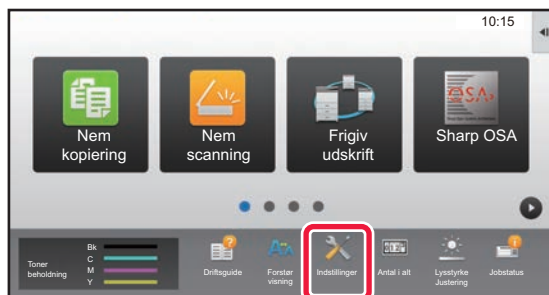 10:15
Nem
kopiering
Nem
scanning
Frigiv
udskrift
Sharp OSA
Toner
beholdning
Bk
C
M
Y
Driftsguide
Forstør
visning
Indstillinger
Antal i alt
Lysstyrke
Justering
Jobstatus